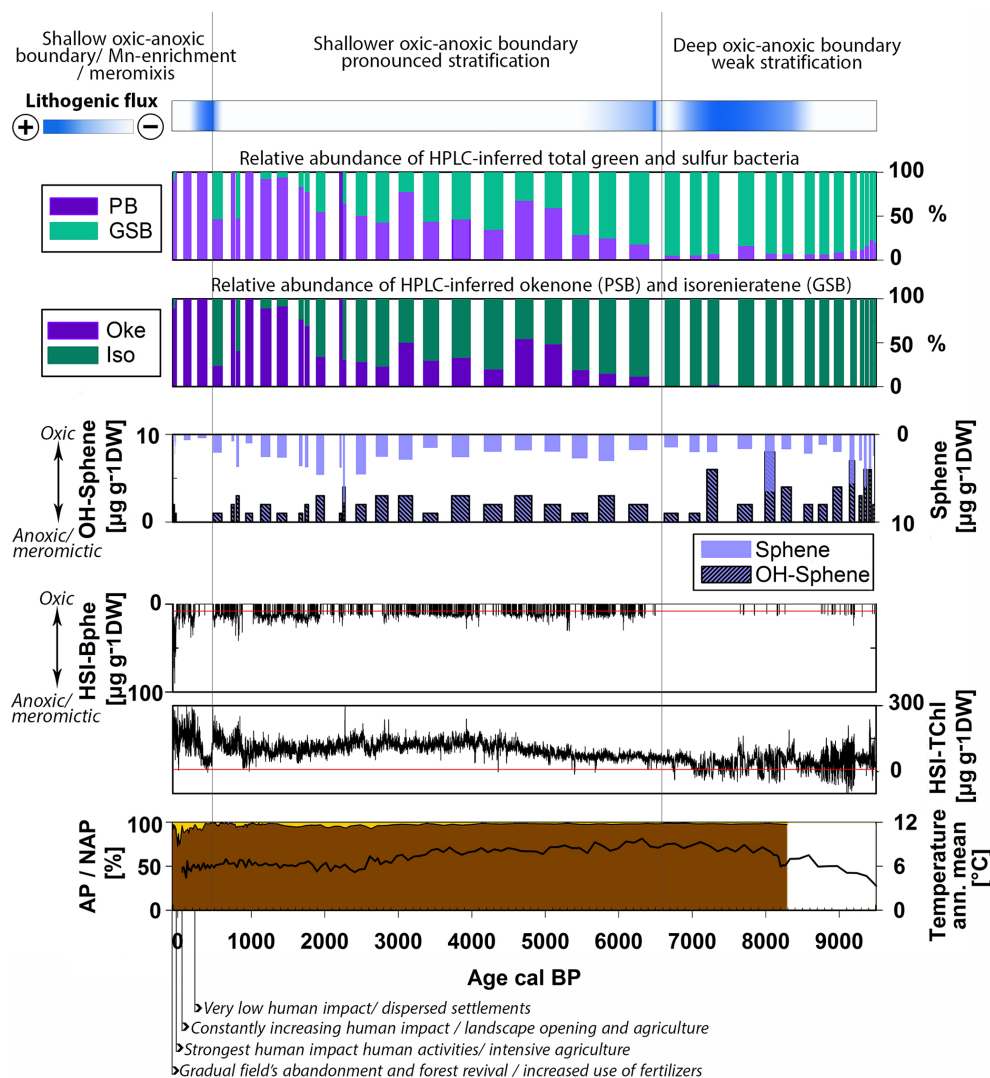 Shallow oxic-anoxic
boundary/ Mn-enrichment
/ meromixis
Shallower oxic-anoxic boundary
pronounced stratification
Deep oxic-anoxic boundary
weak stratification
Lithogenic flux
+ −
Relative abundance of HPLC-inferred total green and sulfur bacteria
PB
GSB
100
50
0
%
Relative abundance of HPLC-inferred okenone (PSB) and isorenieratene (GSB)
Oke
Iso
100
50
0
%
Oxic
Anoxic/
meromictic
OH-Sphene
[µg g⁻¹DW]
10
0
0
10
Sphene
[µg g⁻¹DW]
Sphene
OH-Sphene
Oxic
Anoxic/
meromictic
HSI-Bphe
[µg g⁻¹DW]
0
100
300
0
HSI-TChl
[µg g⁻¹DW]
AP / NAP
[%]
100
50
0
12
6
0
Temperature
ann. mean
[°C]
0 1000 2000 3000 4000 5000 6000 7000 8000 9000
Age cal BP
Very low human impact/ dispersed settlements
Constantly increasing human impact / landscape opening and agriculture
Strongest human impact human activities/ intensive agriculture
Gradual field's abandonment and forest revival / increased use of fertilizers